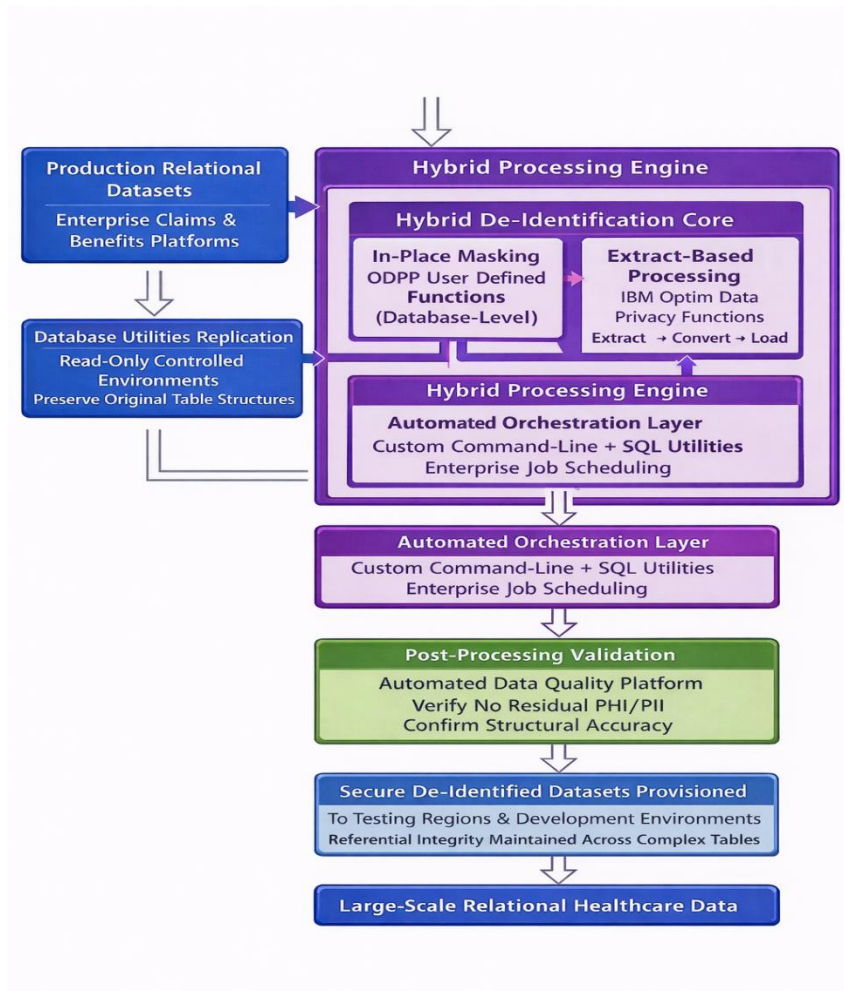 Production Relational
Datasets
Enterprise Claims &
Benefits Platforms
Database Utilities Replication
Read-Only Controlled
Environments
Preserve Original Table Structures
Hybrid Processing Engine
Hybrid De-Identification Core
In-Place Masking
ODPP User Defined
Functions
(Database-Level)
Extract-Based
Processing
IBM Optim Data
Privacy Functions
Extract → Convert → Load
Hybrid Processing Engine
Automated Orchestration Layer
Custom Command-Line + SQL Utilities
Enterprise Job Scheduling
Automated Orchestration Layer
Custom Command-Line + SQL Utilities
Enterprise Job Scheduling
Post-Processing Validation
Automated Data Quality Platform
Verify No Residual PHI/PII
Confirm Structural Accuracy
Secure De-Identified Datasets Provisioned
To Testing Regions & Development Environments
Referential Integrity Maintained Across Complex Tables
Large-Scale Relational Healthcare Data